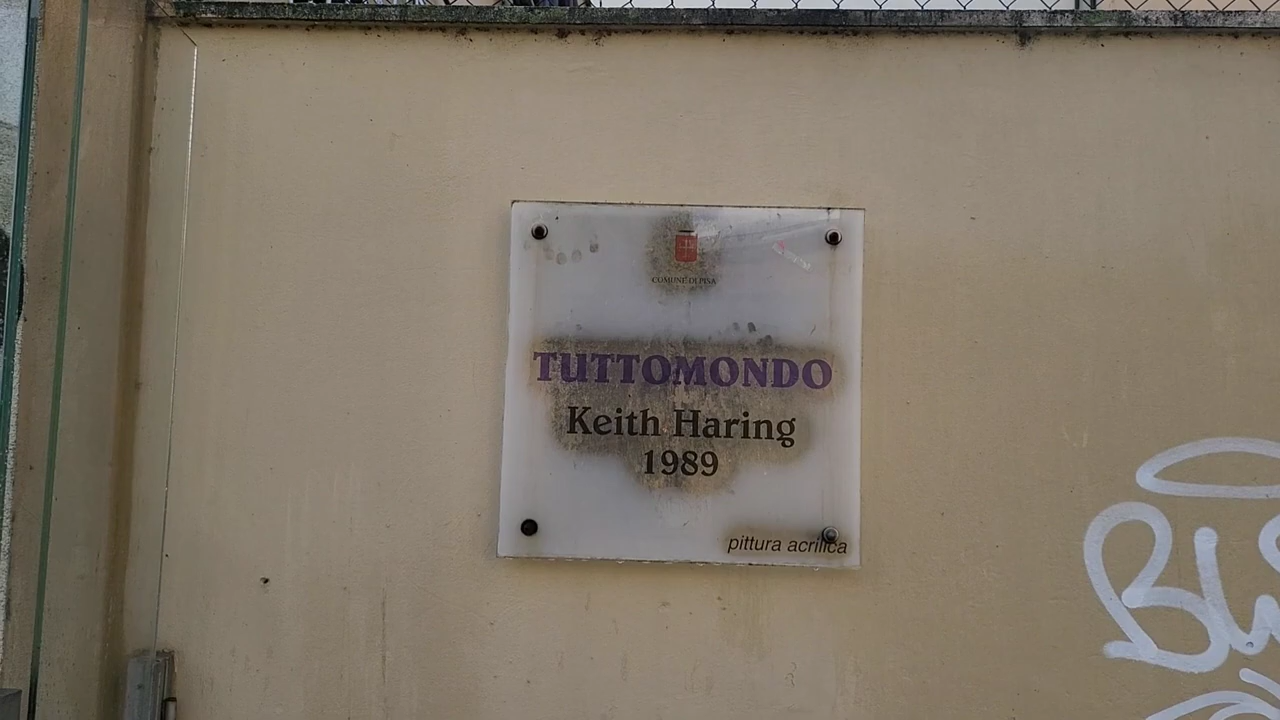 COMUNE DI PISA
TUTTOMONDO
Keith Haring
1989
pittura acrilica